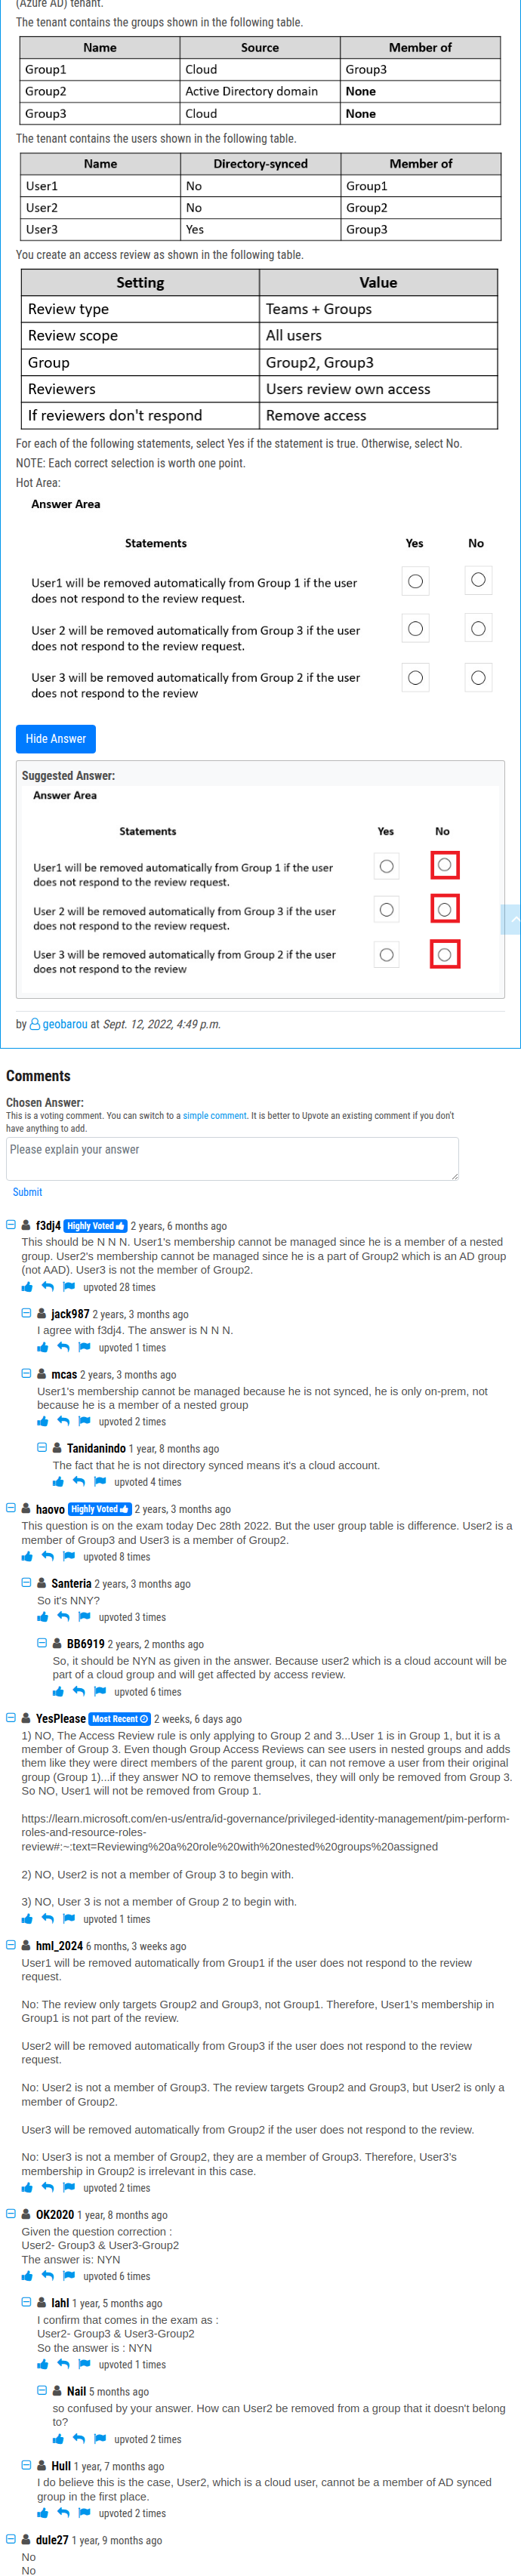 (Azure AD) tenant.
The tenant contains the groups shown in the following table.
Name Source Member of
Group1 Cloud Group3
Group2 Active Directory domain None
Group3 Cloud None
The tenant contains the users shown in the following table.
Name Directory-synced Member of
User1 No Group1
User2 No Group2
User3 Yes Group3
You create an access review as shown in the following table.
Setting Value
Review type Teams + Groups
Review scope All users
Group Group2, Group3
Reviewers Users review own access
If reviewers don't respond Remove access
For each of the following statements, select Yes if the statement is true. Otherwise, select No.
NOTE: Each correct selection is worth one point.
Hot Area:
Answer Area
Statements Yes No
User1 will be removed automatically from Group 1 if the user
does not respond to the review request.
User 2 will be removed automatically from Group 3 if the user
does not respond to the review request.
User 3 will be removed automatically from Group 2 if the user
does not respond to the review
Hide Answer
Suggested Answer:
Answer Area
Statements Yes No
User1 will be removed automatically from Group 1 if the user
does not respond to the review request.
User 2 will be removed automatically from Group 3 if the user
does not respond to the review request.
User 3 will be removed automatically from Group 2 if the user
does not respond to the review
by geobarou at Sept. 12, 2022, 4:49 p.m.
Comments
Chosen Answer:
This is a voting comment. You can switch to a simple comment. It is better to Upvote an existing comment if you don't
have anything to add.
Please explain your answer
Submit
f3dj4 Highly Voted 2 years, 6 months ago
This should be N N N. User1's membership cannot be managed since he is a member of a nested
group. User2's membership cannot be managed since he is a part of Group2 which is an AD group
(not AAD). User3 is not the member of Group2.
upvoted 28 times
jack987 2 years, 3 months ago
I agree with f3dj4. The answer is N N N.
upvoted 1 times
mcas 2 years, 3 months ago
User1's membership cannot be managed because he is not synced, he is only on-prem, not
because he is a member of a nested group
upvoted 2 times
Tanidanindo 1 year, 8 months ago
The fact that he is not directory synced means it's a cloud account.
upvoted 4 times
haovo Highly Voted 2 years, 3 months ago
This question is on the exam today Dec 28th 2022. But the user group table is difference. User2 is a
member of Group3 and User3 is a member of Group2.
upvoted 8 times
Santeria 2 years, 3 months ago
So it's NNY?
upvoted 3 times
BB6919 2 years, 2 months ago
So, it should be NYN as given in the answer. Because user2 which is a cloud account will be
part of a cloud group and will get affected by access review.
upvoted 6 times
YesPlease Most Recent 2 weeks, 6 days ago
1) NO, The Access Review rule is only applying to Group 2 and 3...User 1 is in Group 1, but it is a
member of Group 3. Even though Group Access Reviews can see users in nested groups and adds
them like they were direct members of the parent group, it can not remove a user from their original
group (Group 1)...if they answer NO to remove themselves, they will only be removed from Group 3.
So NO, User1 will not be removed from Group 1.
https://learn.microsoft.com/en-us/entra/id-governance/privileged-identity-management/pim-perform-
roles-and-resource-roles-
review#:~:text=Reviewing%20a%20role%20with%20nested%20groups%20assigned
2) NO, User2 is not a member of Group 3 to begin with.
3) NO, User 3 is not a member of Group 2 to begin with.
upvoted 1 times
hml_2024 6 months, 3 weeks ago
User1 will be removed automatically from Group1 if the user does not respond to the review
request.
No: The review only targets Group2 and Group3, not Group1. Therefore, User1's membership in
Group1 is not part of the review.
User2 will be removed automatically from Group3 if the user does not respond to the review
request.
No: User2 is not a member of Group3. The review targets Group2 and Group3, but User2 is only a
member of Group2.
User3 will be removed automatically from Group2 if the user does not respond to the review.
No: User3 is not a member of Group2, they are a member of Group3. Therefore, User3's
membership in Group2 is irrelevant in this case.
upvoted 2 times
OK2020 1 year, 8 months ago
Given the question correction :
User2- Group3 & User3-Group2
The answer is: NYN
upvoted 6 times
lahl 1 year, 5 months ago
I confirm that comes in the exam as :
User2- Group3 & User3-Group2
So the answer is : NYN
upvoted 1 times
Nail 5 months ago
so confused by your answer. How can User2 be removed from a group that it doesn't belong
to?
upvoted 2 times
Hull 1 year, 7 months ago
I do believe this is the case, User2, which is a cloud user, cannot be a member of AD synced
group in the first place.
upvoted 2 times
dule27 1 year, 9 months ago
No
No